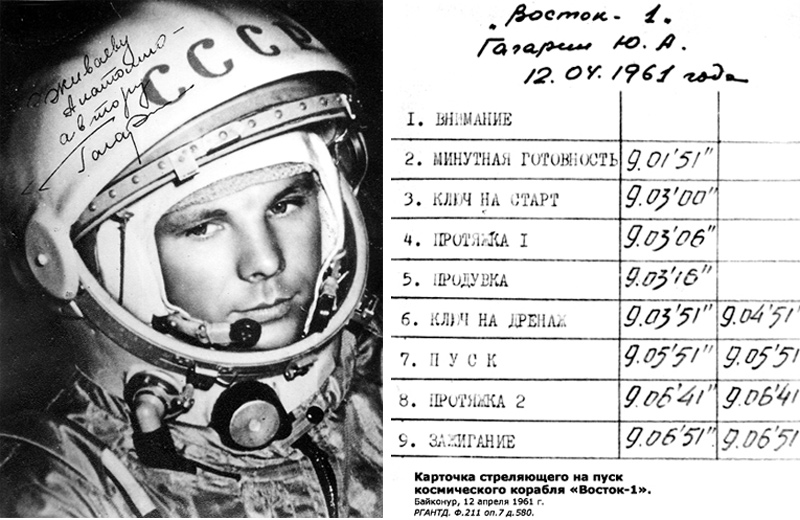 Живаеву
Анатолию -
автору
Гагарин
СССР
„Восток - 1"
Гагарин Ю. А.
12.04.1961 года
1. ВНИМАНИЕ
2. МИНУТНАЯ ГОТОВНОСТЬ 9.01'51"
3. КЛЮЧ НА СТАРТ 9.03'00"
4. ПРОТЯЖКА I 9.03'06"
5. ПРОДУВКА 9.03'16"
6. КЛЮЧ НА ДРЕНАЖ 9.03'51" 9.04'51
7. П У С К 9.05'51" 9.05'51
8. ПРОТЯЖКА 2 9.06'41" 9.06'41
9. ЗАЖИГАНИЕ 9.06'51" 9.06'51
Карточка стреляющего на пуск
космического корабля «Восток-1».
Байконур, 12 апреля 1961 г.
РГАНТД. Ф.211 оп.7 д.580.